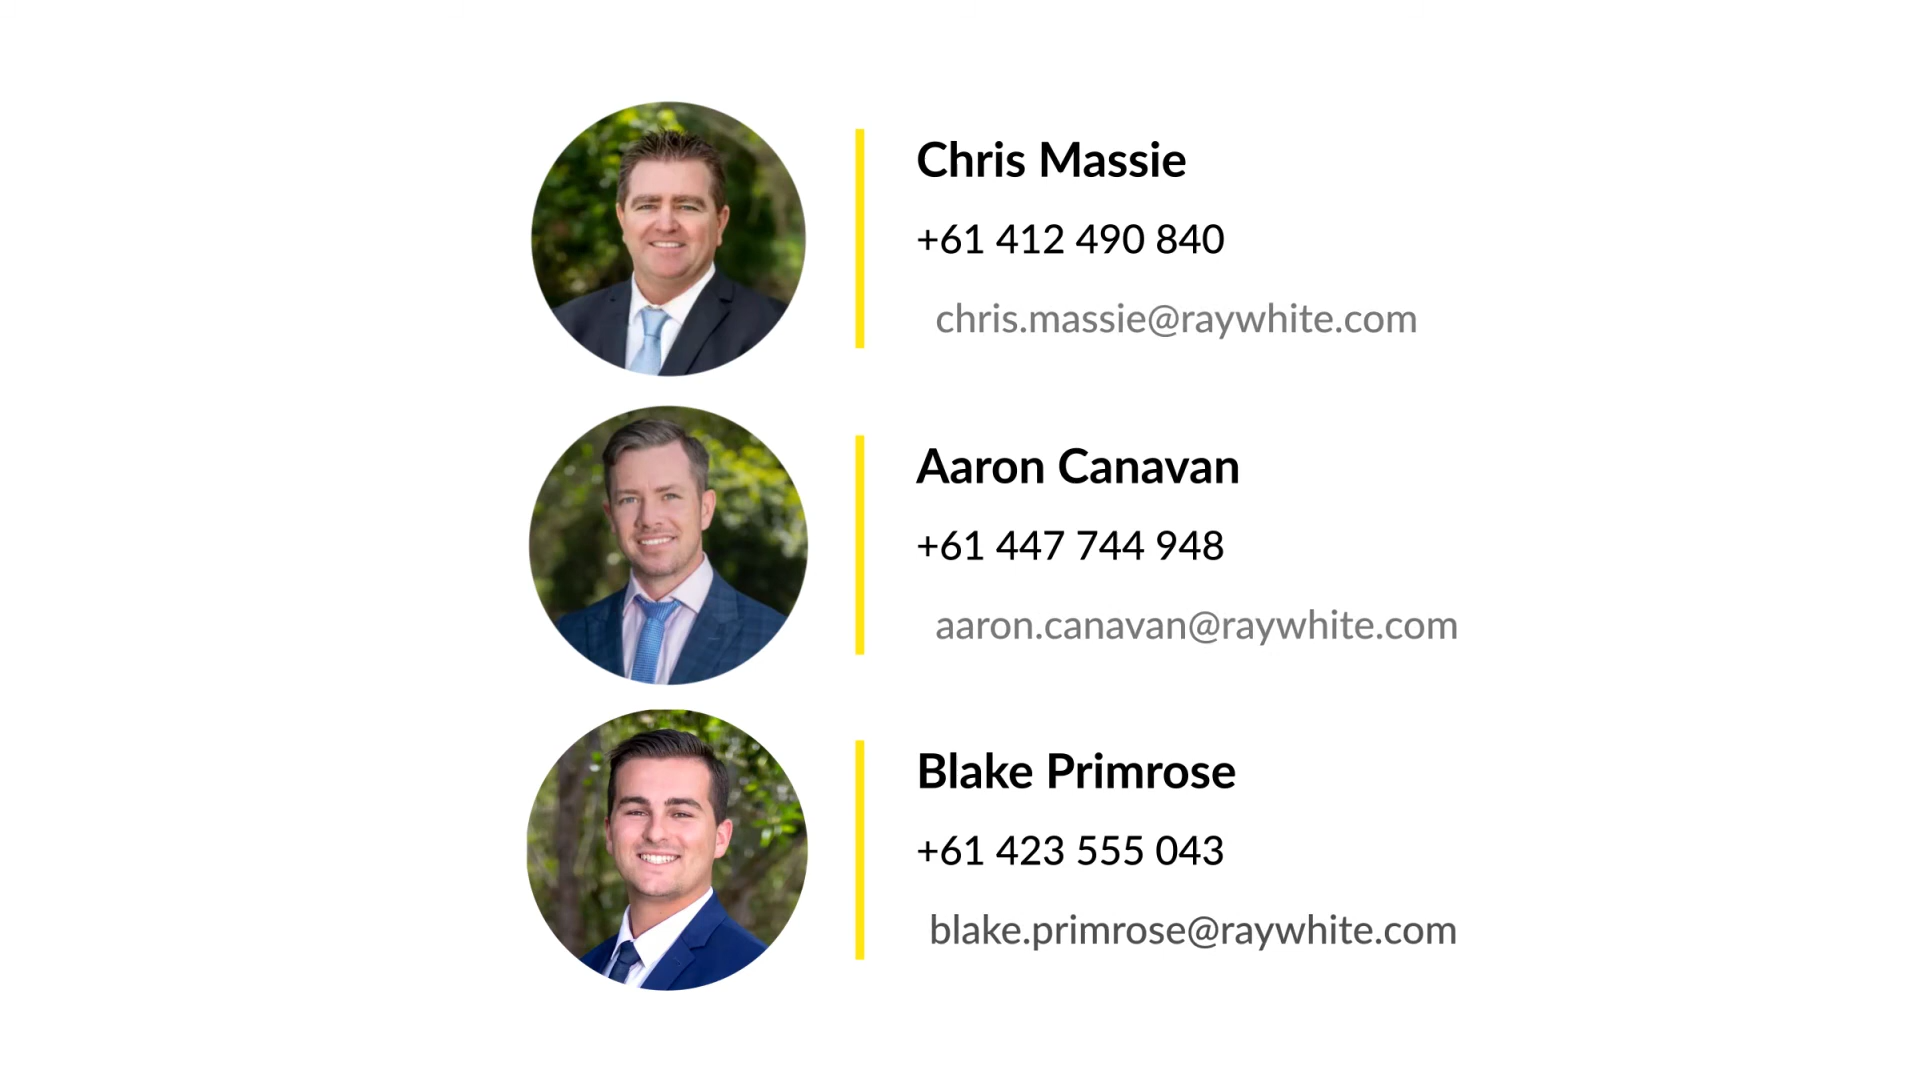 Chris Massie
+61 412 490 840
chris.massie@raywhite.com
Aaron Canavan
+61 447 744 948
aaron.canavan@raywhite.com
Blake Primrose
+61 423 555 043
blake.primrose@raywhite.com